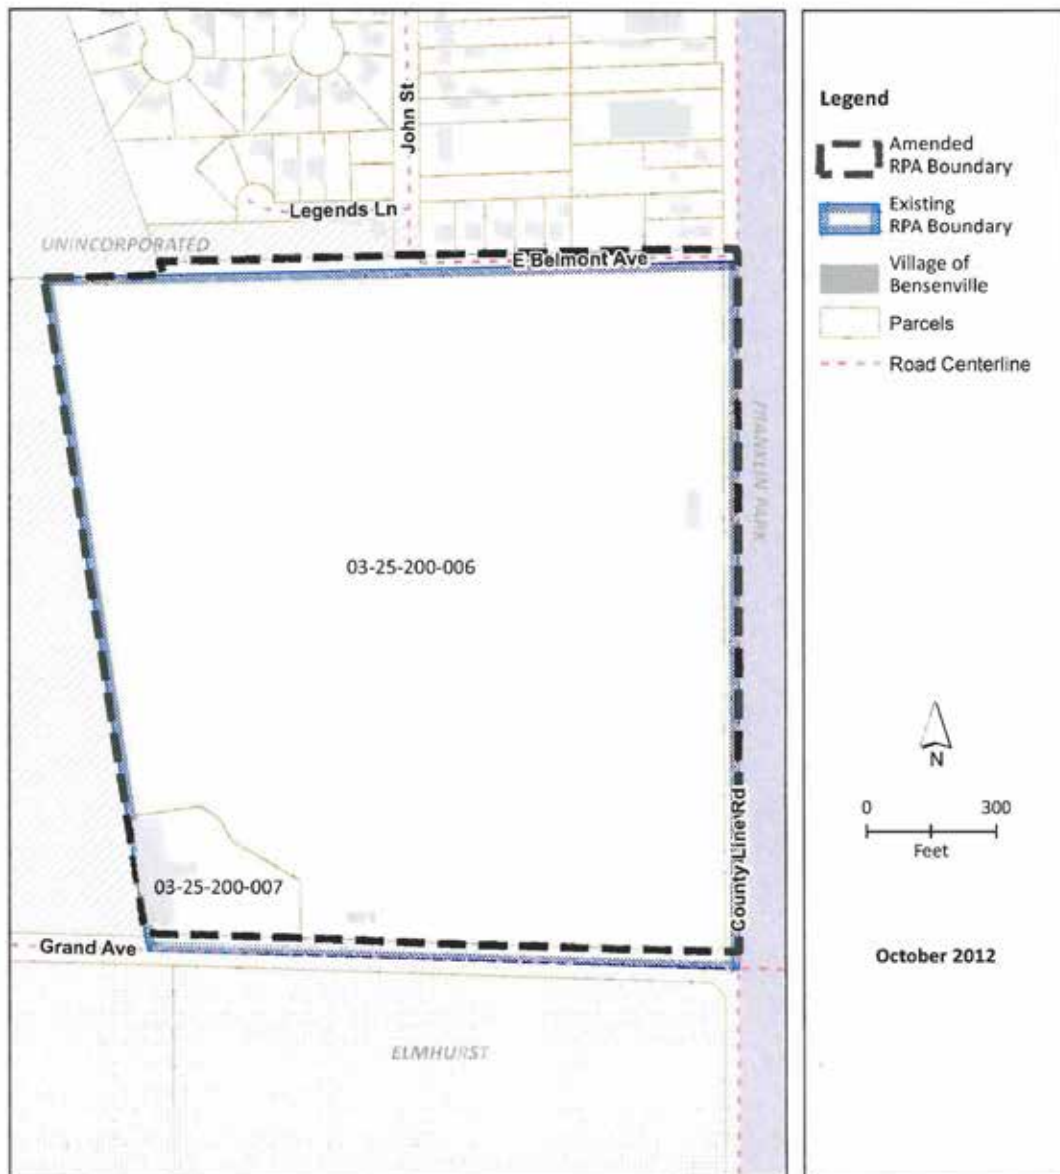 John St
Legends Ln
UNINCORPORATED
E Belmont Ave
FRANKLIN PARK
03-25-200-006
County Line Rd
03-25-200-007
Grand Ave
ELMHURST
Legend
Amended
RPA Boundary
Existing
RPA Boundary
Village of
Bensenville
Parcels
Road Centerline
N
0 300
Feet
October 2012